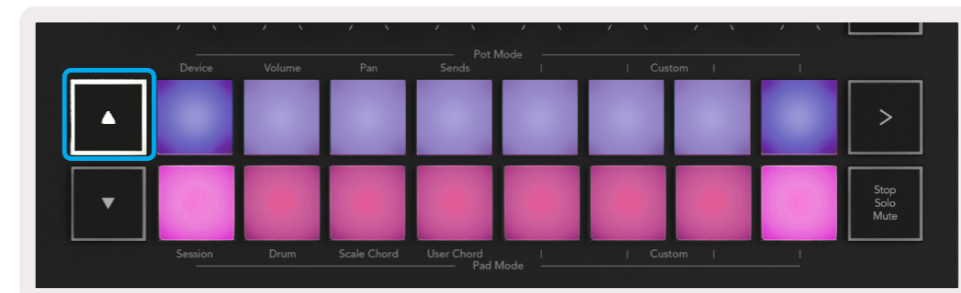 Pot Mode
Device Volume Pan Sends Custom
Stop
Solo
Mute
Session Drum Scale Chord User Chord Custom
Pad Mode